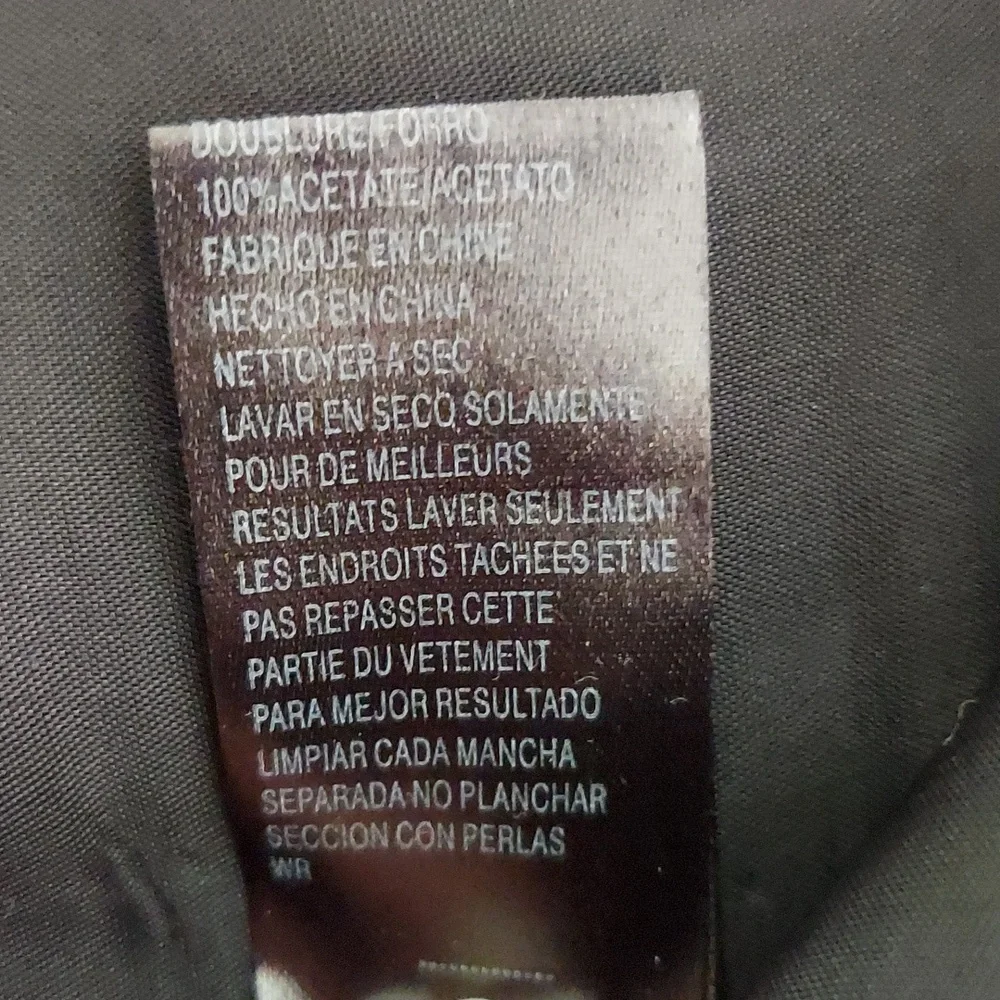 DOUBLURE/FORRO
100%ACETATE/ACETATO
FABRIQUE EN CHINE
HECHO EN CHINA
NETTOYER A SEC
LAVAR EN SECO SOLAMENTE
POUR DE MEILLEURS
RESULTATS LAVER SEULEMENT
LES ENDROITS TACHEES ET NE
PAS REPASSER CETTE
PARTIE DU VETEMENT
PARA MEJOR RESULTADO
LIMPIAR CADA MANCHA
SEPARADA NO PLANCHAR
SECCION CON PERLAS
WR